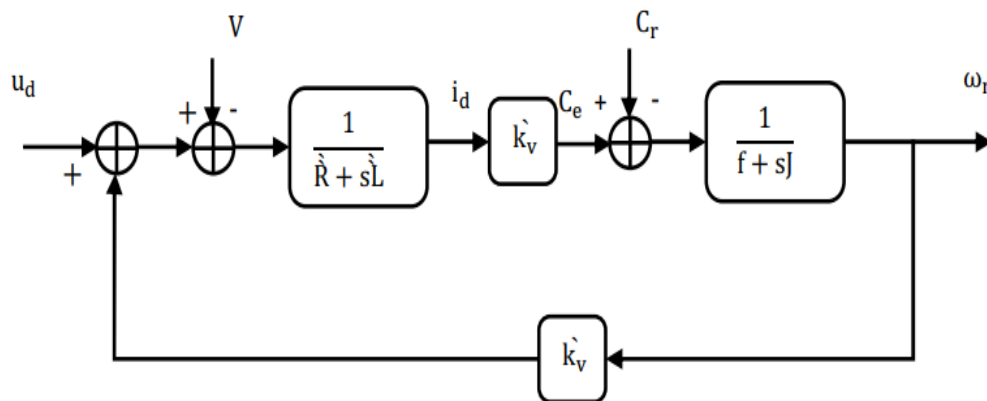 V
C_r
u_d
+
+ -
1
R̀ + sL̀
i_d
k̀_v
C_e + -
1
f + sJ
ω_r
k̀_v